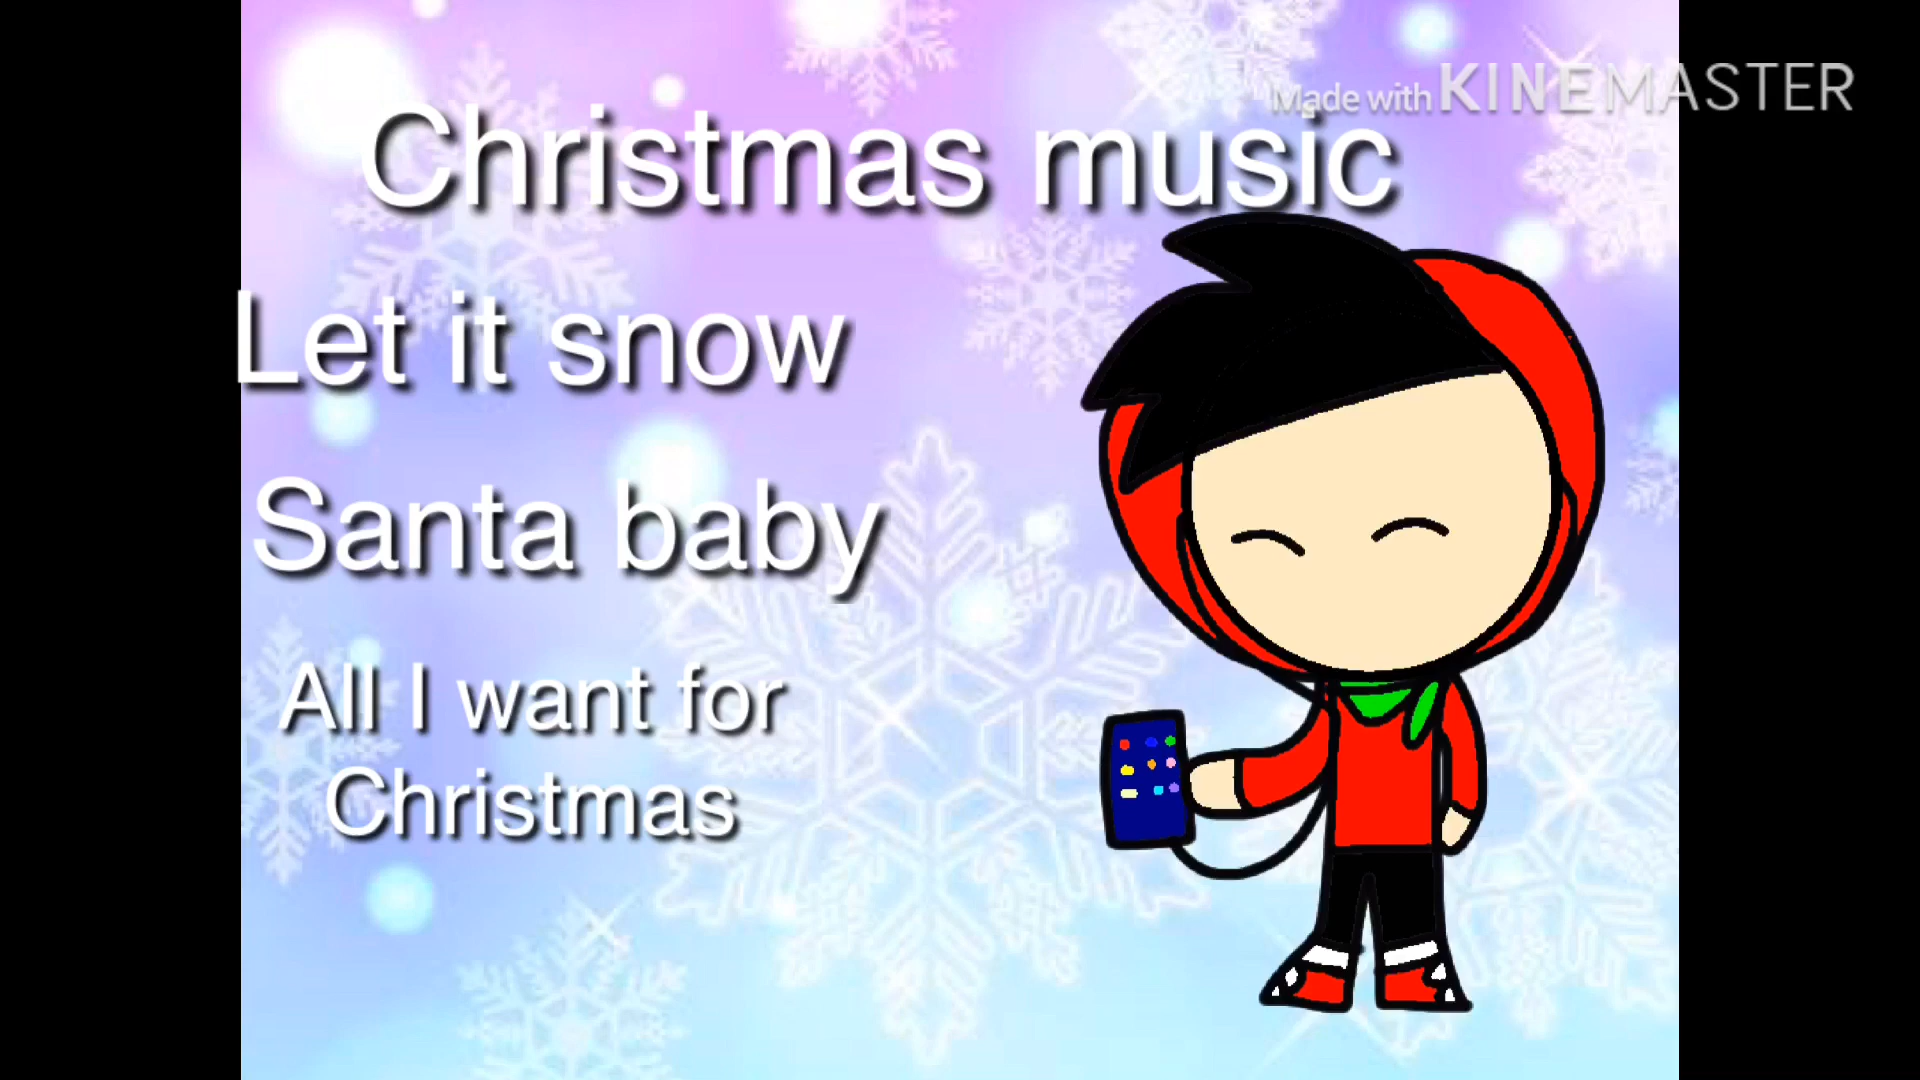 Made with KINEMASTER
Christmas music
Let it snow
Santa baby
All I want for
Christmas